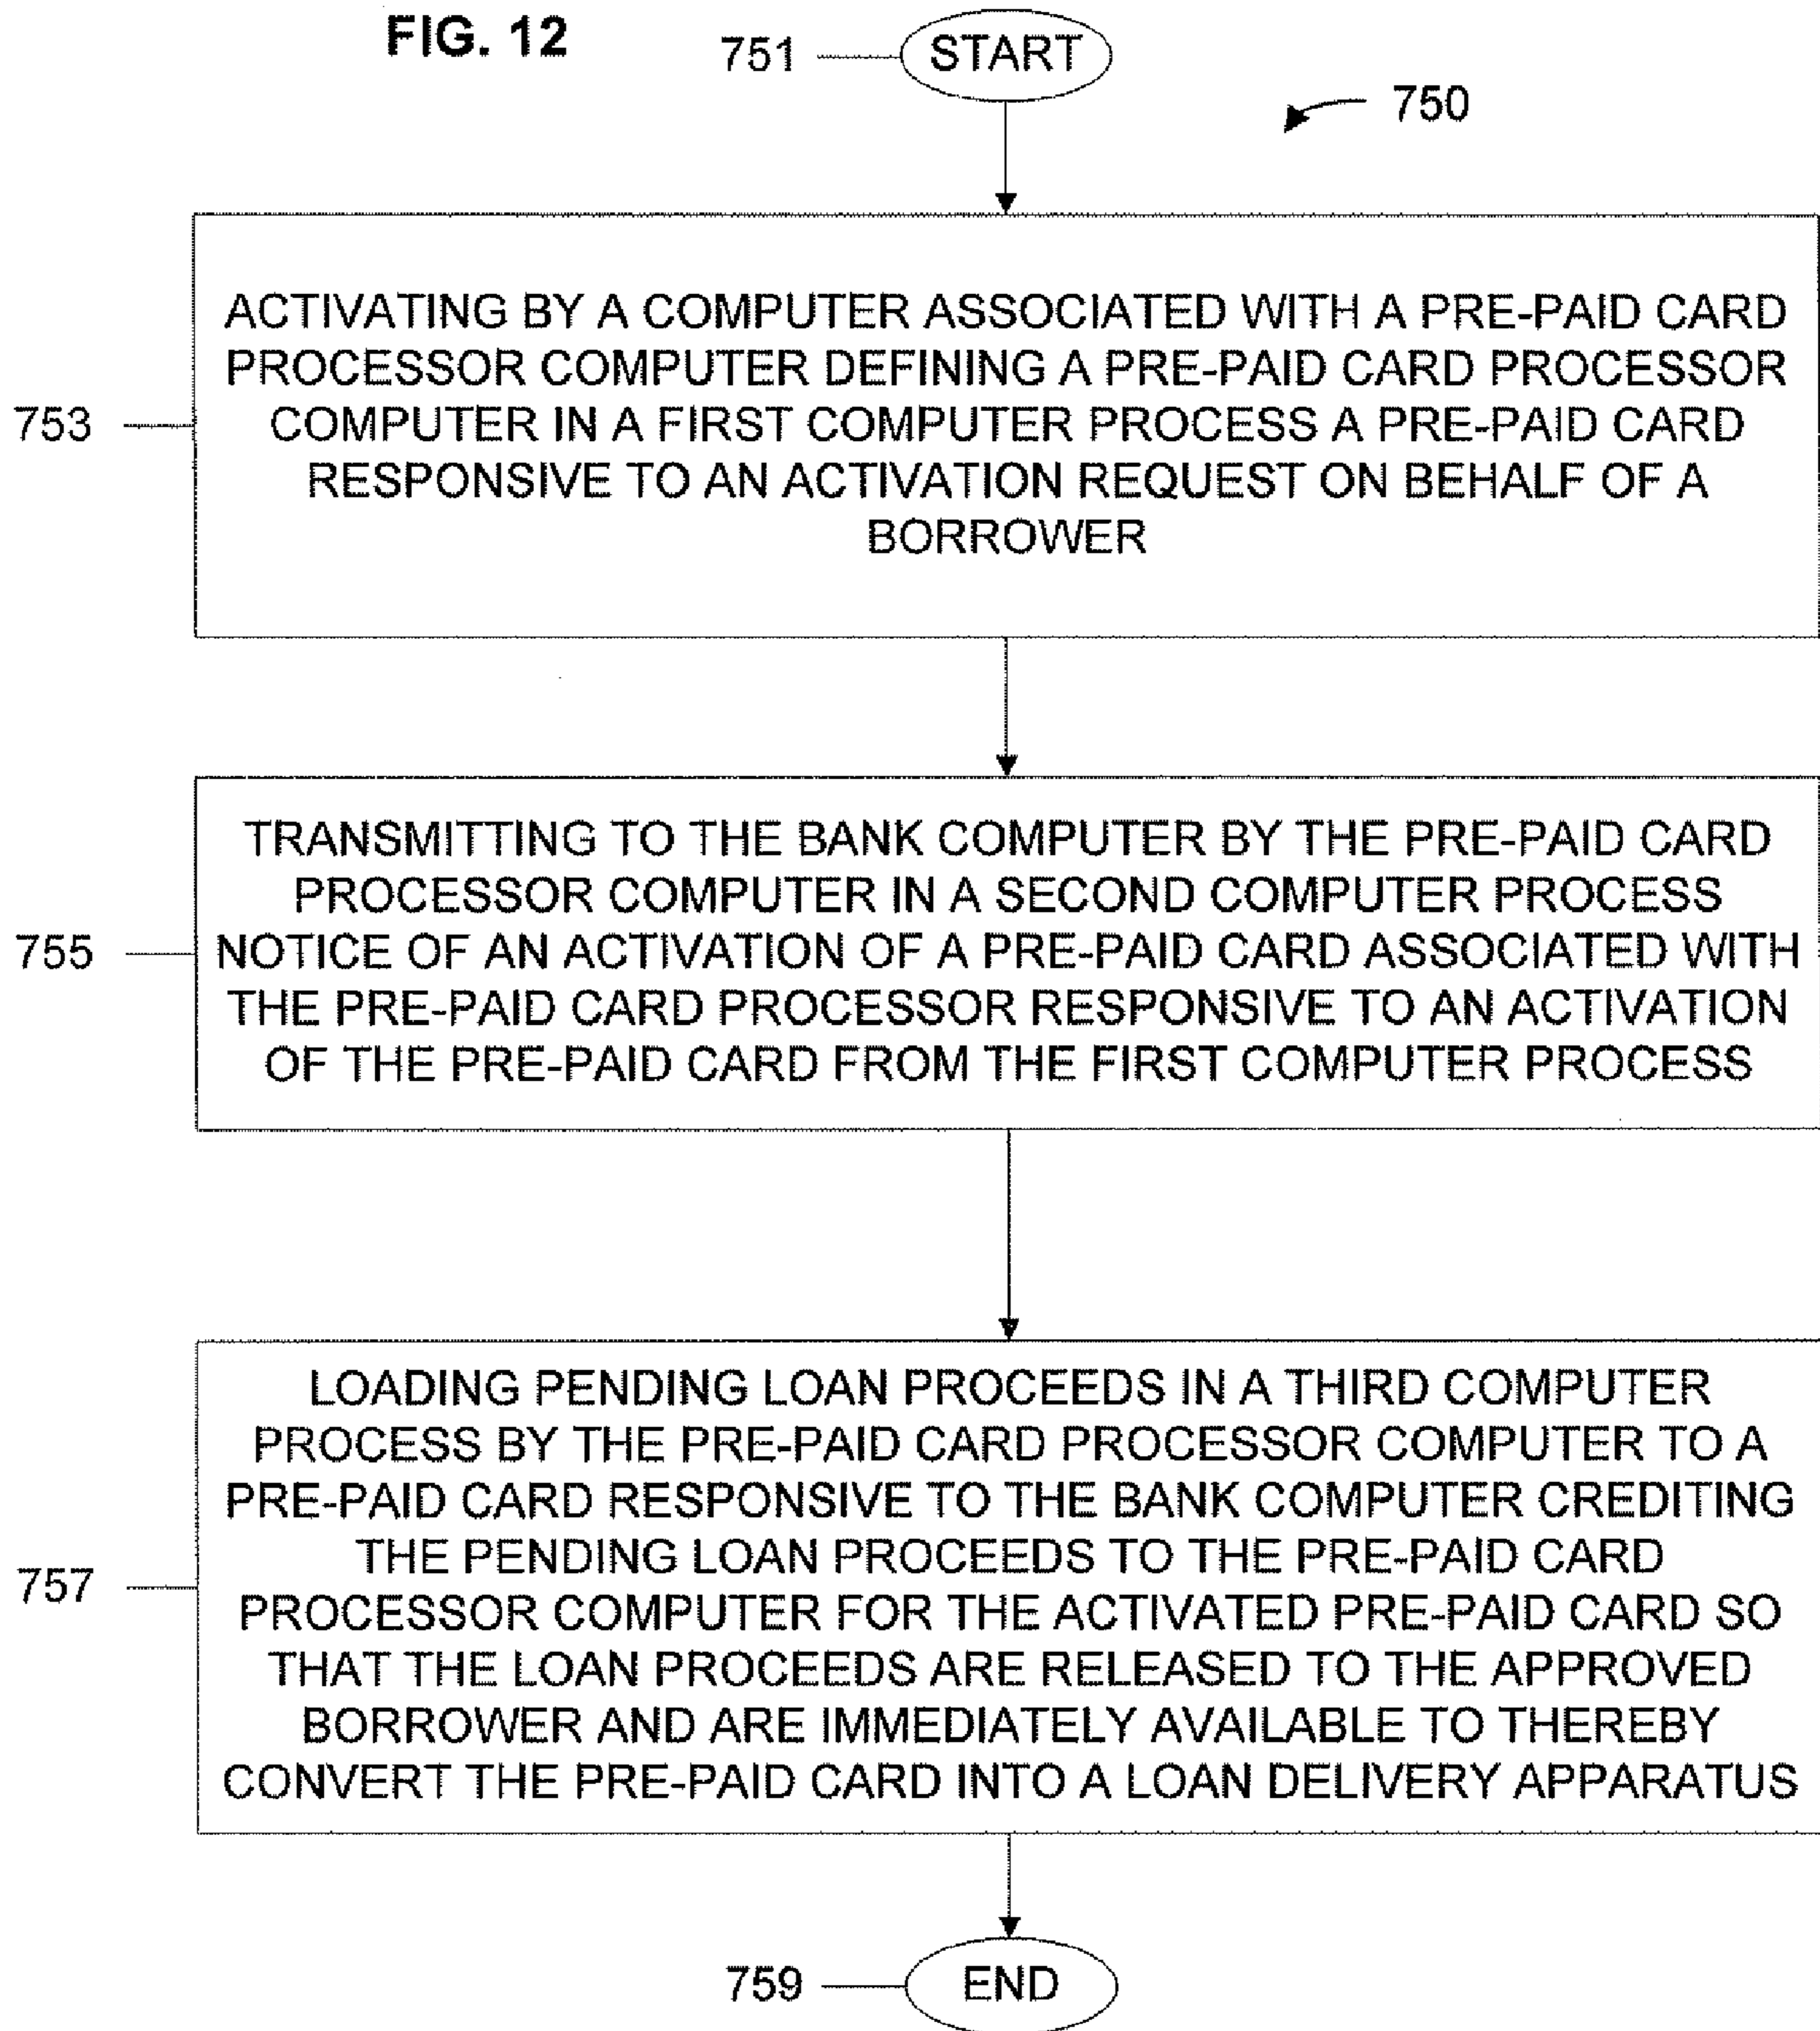 FIG. 12
751
START
750
753
ACTIVATING BY A COMPUTER ASSOCIATED WITH A PRE-PAID CARD
PROCESSOR COMPUTER DEFINING A PRE-PAID CARD PROCESSOR
COMPUTER IN A FIRST COMPUTER PROCESS A PRE-PAID CARD
RESPONSIVE TO AN ACTIVATION REQUEST ON BEHALF OF A
BORROWER
755
TRANSMITTING TO THE BANK COMPUTER BY THE PRE-PAID CARD
PROCESSOR COMPUTER IN A SECOND COMPUTER PROCESS
NOTICE OF AN ACTIVATION OF A PRE-PAID CARD ASSOCIATED WITH
THE PRE-PAID CARD PROCESSOR RESPONSIVE TO AN ACTIVATION
OF THE PRE-PAID CARD FROM THE FIRST COMPUTER PROCESS
757
LOADING PENDING LOAN PROCEEDS IN A THIRD COMPUTER
PROCESS BY THE PRE-PAID CARD PROCESSOR COMPUTER TO A
PRE-PAID CARD RESPONSIVE TO THE BANK COMPUTER CREDITING
THE PENDING LOAN PROCEEDS TO THE PRE-PAID CARD
PROCESSOR COMPUTER FOR THE ACTIVATED PRE-PAID CARD SO
THAT THE LOAN PROCEEDS ARE RELEASED TO THE APPROVED
BORROWER AND ARE IMMEDIATELY AVAILABLE TO THEREBY
CONVERT THE PRE-PAID CARD INTO A LOAN DELIVERY APPARATUS
759
END